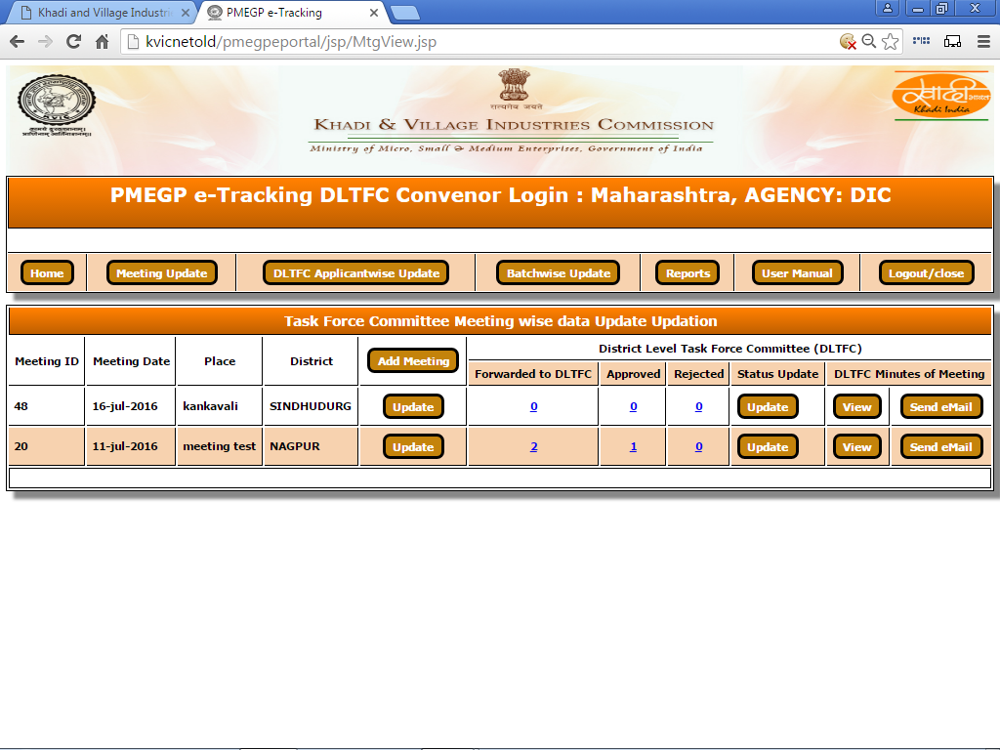 Khadi and Village Industri
PMEGP e-Tracking
kvicnetold/pmegpeportal/jsp/MtgView.jsp
सत्यमेव जयते
KHADI & VILLAGE INDUSTRIES COMMISSION
Ministry of Micro, Small & Medium Enterprises, Government of India
Khadi India
PMEGP e-Tracking DLTFC Convenor Login : Maharashtra, AGENCY: DIC
Home Meeting Update DLTFC Applicantwise Update Batchwise Update Reports User Manual Logout/close
Task Force Committee Meeting wise data Update Updation
Meeting ID Meeting Date Place District Add Meeting District Level Task Force Committee (DLTFC)
Forwarded to DLTFC Approved Rejected Status Update DLTFC Minutes of Meeting
48 16-jul-2016 kankavali SINDHUDURG Update 0 0 0 Update View Send eMail
20 11-jul-2016 meeting test NAGPUR Update 2 1 0 Update View Send eMail